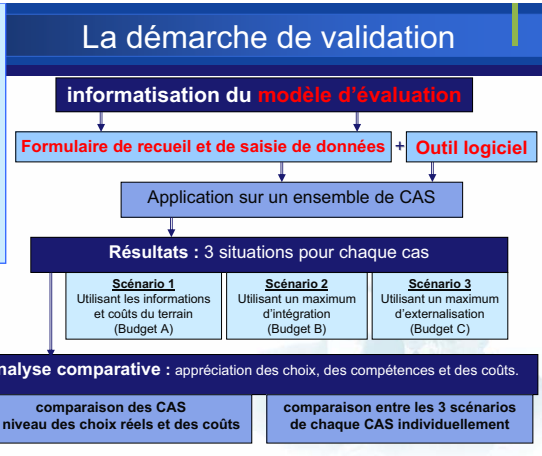 La démarche de validation
informatisation du modèle d'évaluation
Formulaire de recueil et de saisie de données + Outil logiciel
Application sur un ensemble de CAS
Résultats : 3 situations pour chaque cas
Scénario 1
Utilisant les informations
et coûts du terrain
(Budget A)
Scénario 2
Utilisant un maximum
d'intégration
(Budget B)
Scénario 3
Utilisant un maximum
d'externalisation
(Budget C)
nalyse comparative : appréciation des choix, des compétences et des coûts.
comparaison des CAS
niveau des choix réels et des coûts
comparaison entre les 3 scénarios
de chaque CAS individuellement